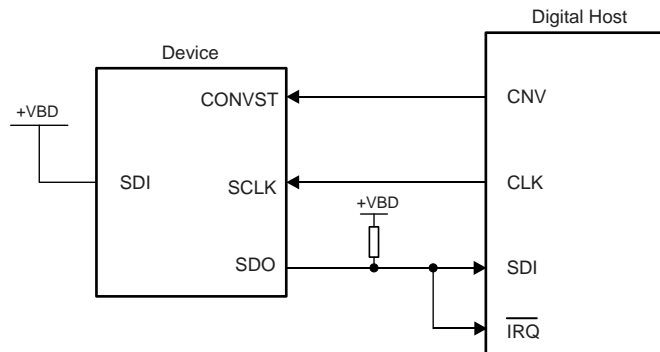 Digital Host
Device
CONVST
CNV
+VBD
SDI
SCLK
CLK
+VBD
SDO
SDI
IRQ